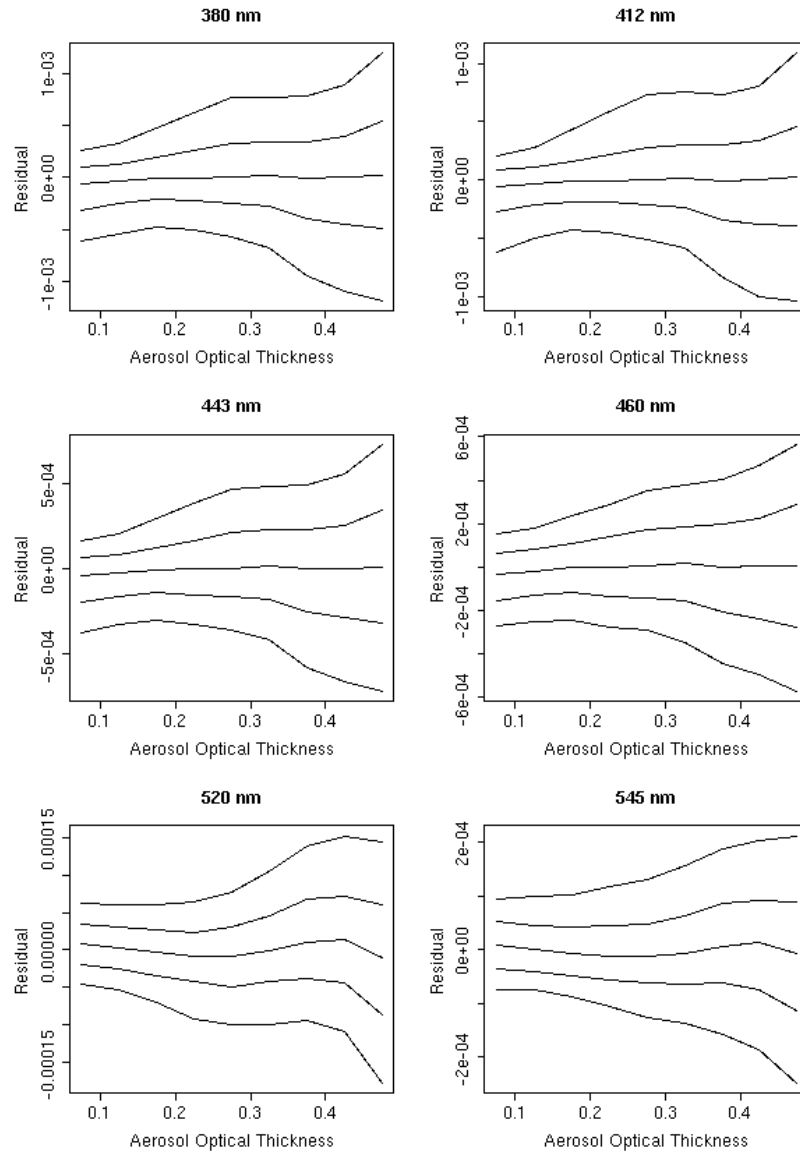 380 nm
412 nm
1e-03
0e+00
-1e-03
Residual
0.1 0.2 0.3 0.4
Aerosol Optical Thickness
1e-03
0e+00
-1e-03
Residual
0.1 0.2 0.3 0.4
Aerosol Optical Thickness
443 nm
460 nm
5e-04
0e+00
-5e-04
Residual
0.1 0.2 0.3 0.4
Aerosol Optical Thickness
6e-04
2e-04
-2e-04
-6e-04
Residual
0.1 0.2 0.3 0.4
Aerosol Optical Thickness
520 nm
545 nm
0.00015
0.00000
-0.00015
Residual
0.1 0.2 0.3 0.4
Aerosol Optical Thickness
2e-04
0e+00
-2e-04
Residual
0.1 0.2 0.3 0.4
Aerosol Optical Thickness